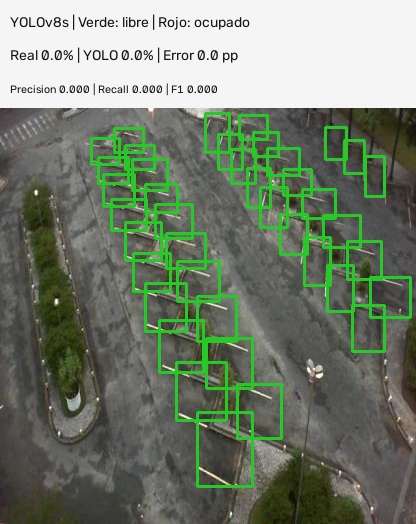 YOLOv8s | Verde: libre | Rojo: ocupado
Real 0.0% | YOLO 0.0% | Error 0.0 pp
Precision 0.000 | Recall 0.000 | F1 0.000